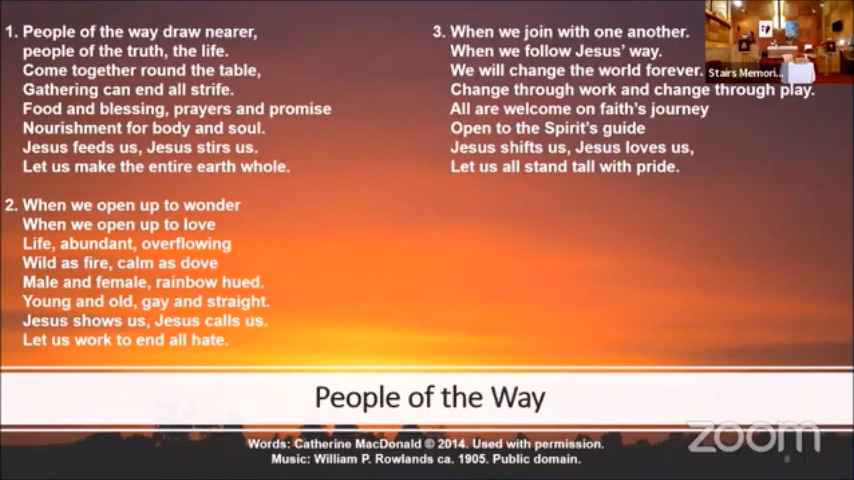 1. People of the way draw nearer,
people of the truth, the life.
Come together round the table,
Gathering can end all strife.
Food and blessing, prayers and promise
Nourishment for body and soul.
Jesus feeds us, Jesus stirs us.
Let us make the entire earth whole.
2. When we open up to wonder
When we open up to love
Life, abundant, overflowing
Wild as fire, calm as dove
Male and female, rainbow hued.
Young and old, gay and straight.
Jesus shows us, Jesus calls us.
Let us work to end all hate.
3. When we join with one another.
When we follow Jesus’ way.
We will change the world forever.
Change through work and change through play.
All are welcome on faith’s journey
Open to the Spirit’s guide
Jesus shifts us, Jesus loves us,
Let us all stand tall with pride.
Stairs Memori...
People of the Way
Words: Catherine MacDonald © 2014. Used with permission.
Music: William P. Rowlands ca. 1905. Public domain.
zoom
8